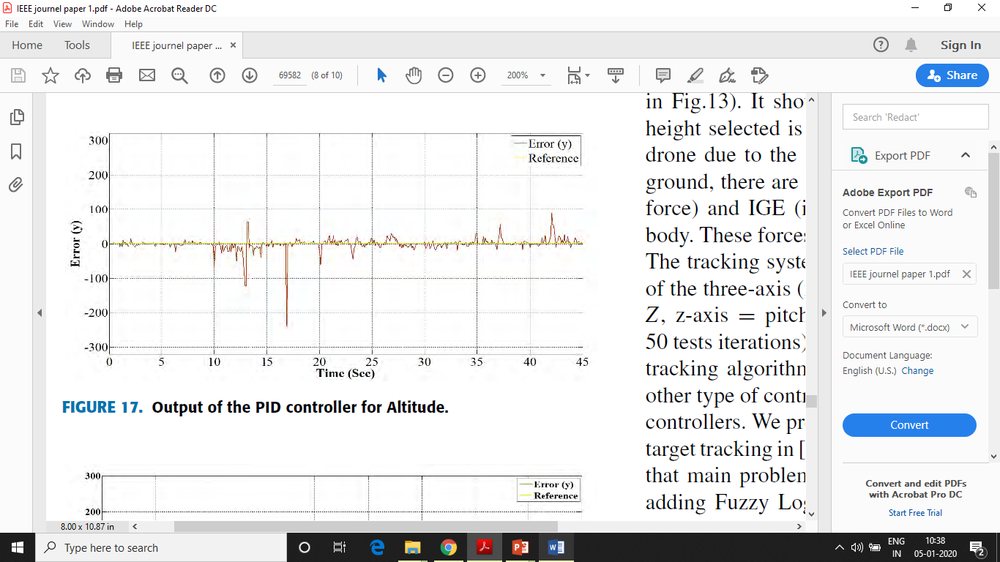 IEEE journel paper 1.pdf - Adobe Acrobat Reader DC
File Edit View Window Help
Home Tools IEEE journel paper ... × Sign In
69582 (8 of 10) 200% Share
in Fig.13). It sho
height selected is
drone due to the
ground, there are
force) and IGE (i
body. These forces
The tracking syste
of the three-axis (
Z, z-axis = pitch
50 tests iterations)
tracking algorithm
other type of contr
controllers. We pr
target tracking in [
that main problem
adding Fuzzy Log
Error (y)
Reference
300
200
100
0
-100
-200
-300
Error (y)
0 5 10 15 20 25 30 35 40 45
Time (Sec)
FIGURE 17. Output of the PID controller for Altitude.
300
200
Error (y)
Reference
8.00 x 10.87 in
Search 'Redact'
Export PDF
Adobe Export PDF
Convert PDF Files to Word
or Excel Online
Select PDF File
IEEE journel paper 1.pdf
Convert to
Microsoft Word (*.docx)
Document Language:
English (U.S.) Change
Convert
Convert and edit PDFs
with Acrobat Pro DC
Start Free Trial
Type here to search
ENG
IN
10:38
05-01-2020
2